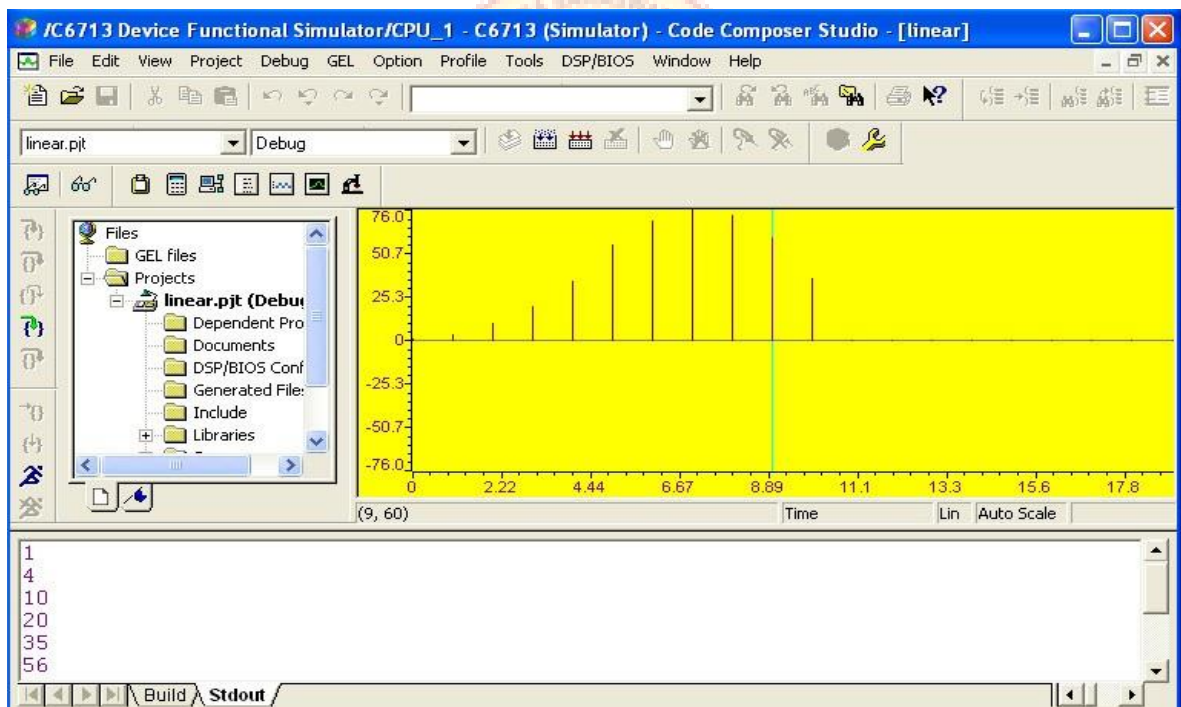 /C6713 Device Functional Simulator/CPU_1 - C6713 (Simulator) - Code Composer Studio - [linear]
File Edit View Project Debug GEL Option Profile Tools DSP/BIOS Window Help
linear.pjt Debug
Files
GEL files
Projects
linear.pjt (Debug
Dependent Pro
Documents
DSP/BIOS Conf
Generated Files
Include
Libraries
76.0
50.7
25.3
0
-25.3
-50.7
-76.0
0 2.22 4.44 6.67 8.89 11.1 13.3 15.6 17.8
(9, 60) Time Lin Auto Scale
1
4
10
20
35
56
Build Stdout